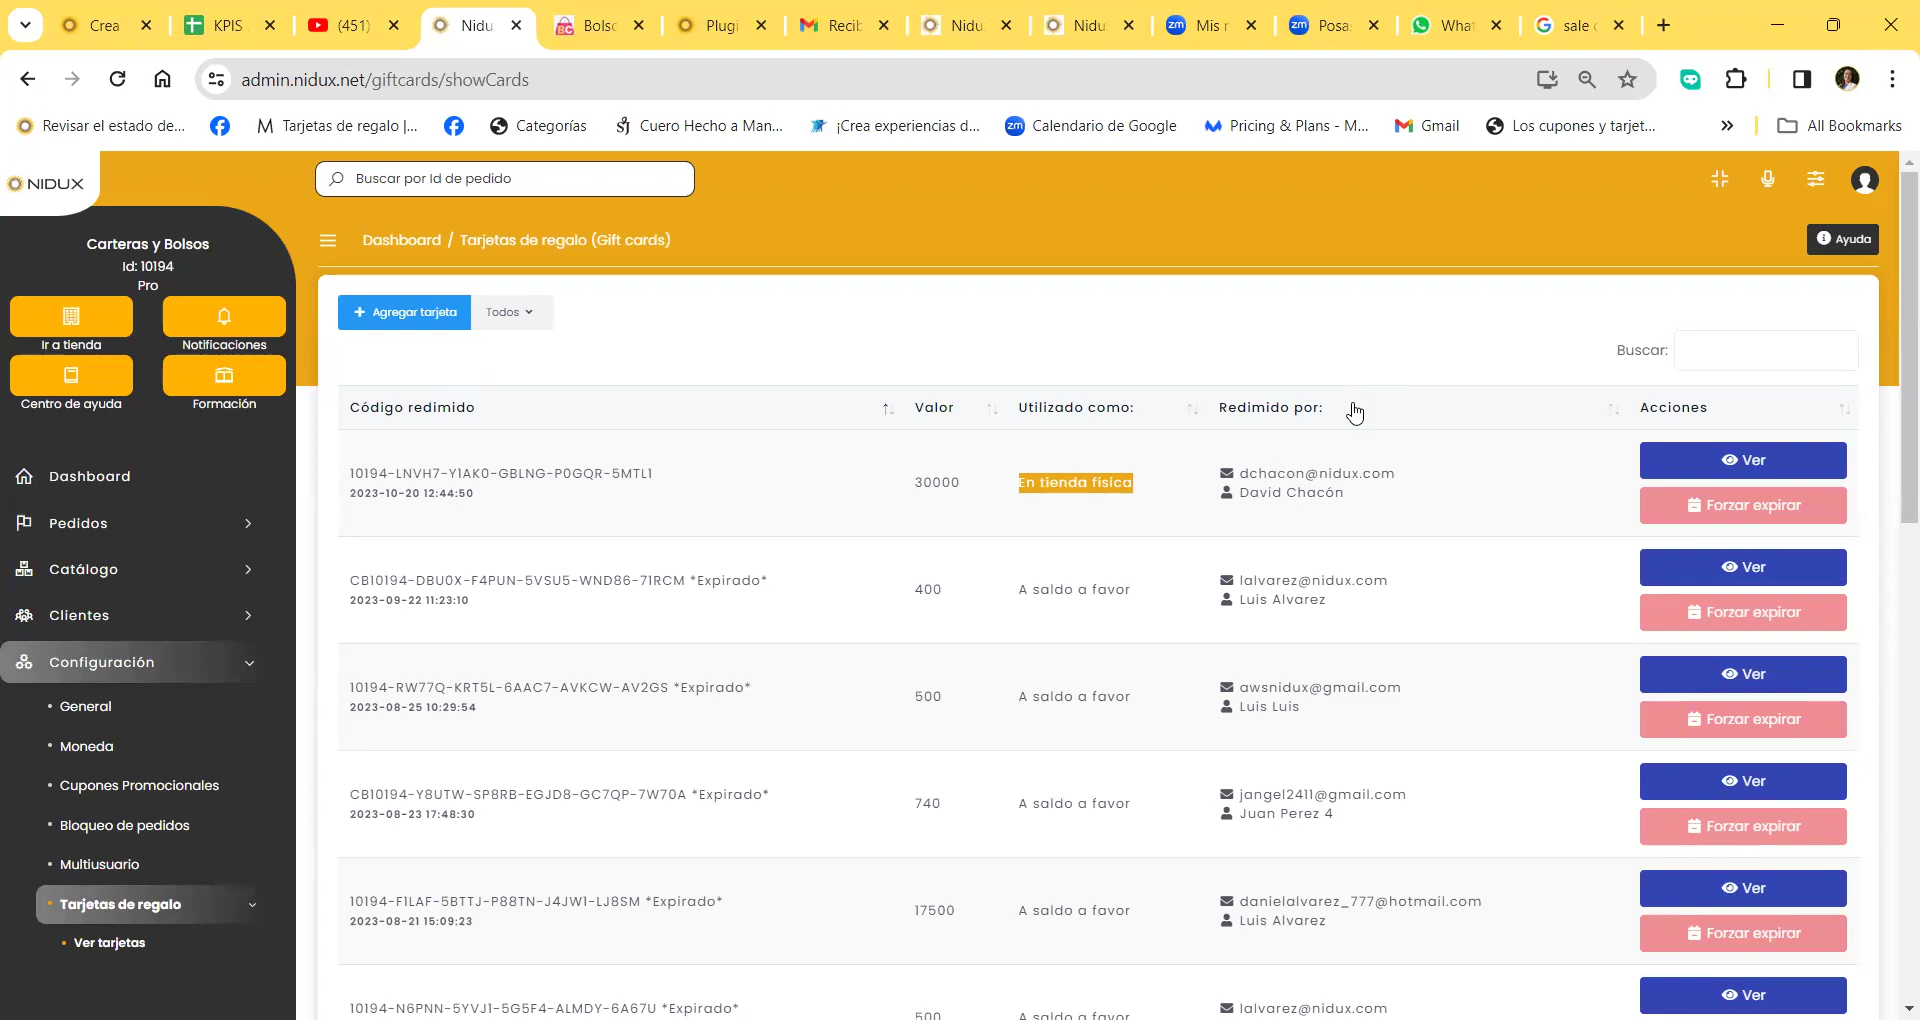 Crea
KPIS
(451)
Nidu
Bols
Plugi
Recib
Nidu
Nidu
Mis r
Posa
What
sale
admin.nidux.net/giftcards/showCards
Revisar el estado de...
Tarjetas de regalo |...
Categorías
Cuero Hecho a Man...
¡Crea experiencias d...
Calendario de Google
Pricing & Plans - M...
Gmail
Los cupones y tarjet...
All Bookmarks
NIDUX
Buscar por Id de pedido
Carteras y Bolsos
Id: 10194
Pro
Ir a tienda
Notificaciones
Centro de ayuda
Formación
Dashboard
Pedidos
Catálogo
Clientes
Configuración
General
Moneda
Cupones Promocionales
Bloqueo de pedidos
Multiusuario
Tarjetas de regalo
Ver tarjetas
Dashboard / Tarjetas de regalo (Gift cards)
Ayuda
+ Agregar tarjeta
Todos
Buscar:
Código redimido Valor Utilizado como: Redimido por: Acciones
10194-LNVH7-Y1AK0-GBLNG-P0GQR-5MTL1
2023-10-20 12:44:50
30000
En tienda física
dchacon@nidux.com
David Chacón
Ver
Forzar expirar
CB10194-DBU0X-F4PUN-5VSU5-WND86-71RCM *Expirado*
2023-09-22 11:23:10
400
A saldo a favor
lalvarez@nidux.com
Luis Alvarez
Ver
Forzar expirar
10194-RW77Q-KRT5L-6AAC7-AVKCW-AV2GS *Expirado*
2023-08-25 10:29:54
500
A saldo a favor
awsnidux@gmail.com
Luis Luis
Ver
Forzar expirar
CB10194-Y8UTW-SP8RB-EGJD8-GC7QP-7W70A *Expirado*
2023-08-23 17:48:30
740
A saldo a favor
jangel2411@gmail.com
Juan Perez 4
Ver
Forzar expirar
10194-F1LAF-5BTTJ-P88TN-J4JW1-LJ8SM *Expirado*
2023-08-21 15:09:23
17500
A saldo a favor
danielalvarez_777@hotmail.com
Luis Alvarez
Ver
Forzar expirar
10194-N6PNN-5YVJ1-5G5F4-ALMDY-6A67U *Expirado*
500
A saldo a favor
lalvarez@nidux.com
Ver